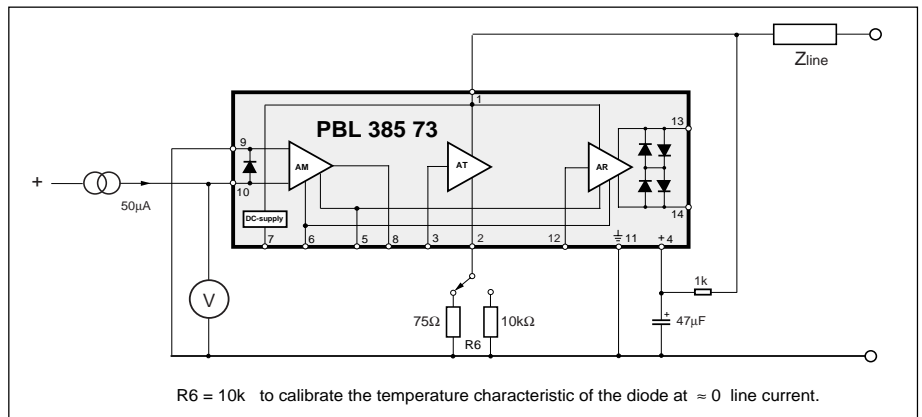 Zline
1
PBL 385 73
13
9
AM
AT
AR
+
10
50µA
DC-supply
14
7
6
5
8
3
2
12
11
+ 4
1k
V
75Ω
10kΩ
+
47µF
R6
R6 = 10k to calibrate the temperature characteristic of the diode at ≈ 0 line current.